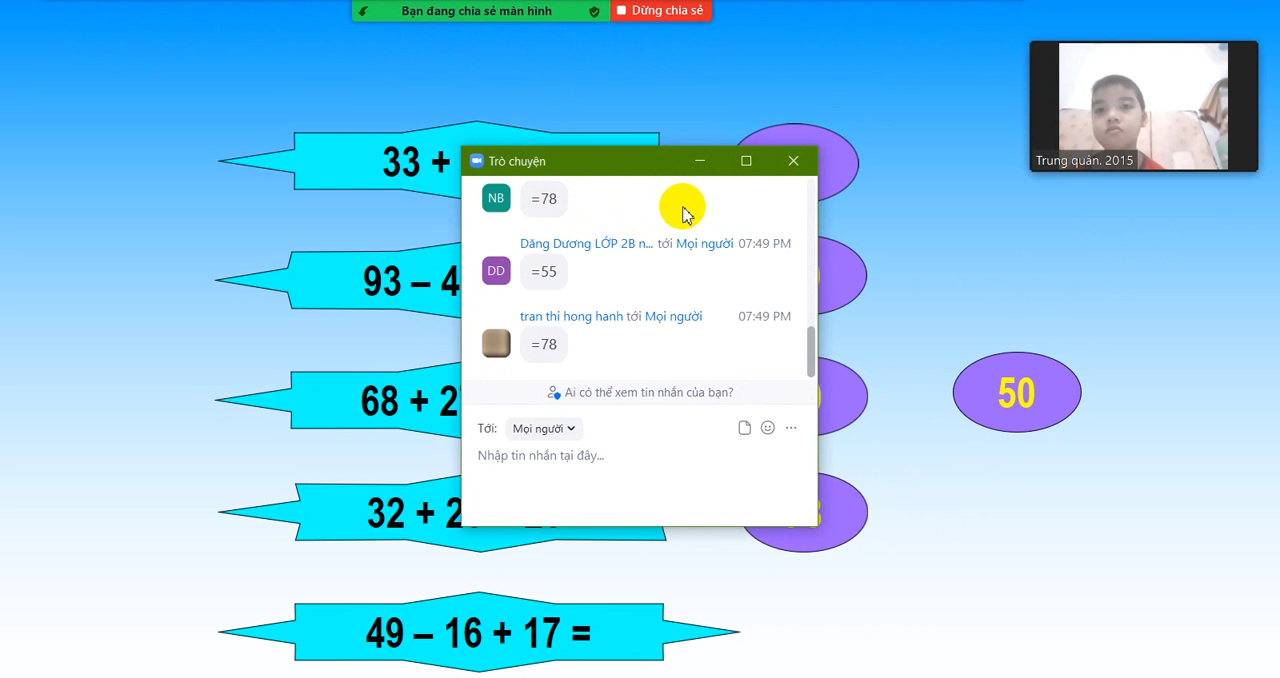 Bạn đang chia sẻ màn hình
Dừng chia sẻ
Trung quân. 2015
33 +
Trò chuyện
NB
=78
Dăng Dương LỚP 2B n... tới Mọi người 07:49 PM
DD
=55
93 – 4
tran thi hong hanh tới Mọi người 07:49 PM
=78
Ai có thể xem tin nhắn của bạn?
68 + 2
50
Tới: Mọi người
Nhập tin nhắn tại đây...
32 + 2
49 – 16 + 17 =